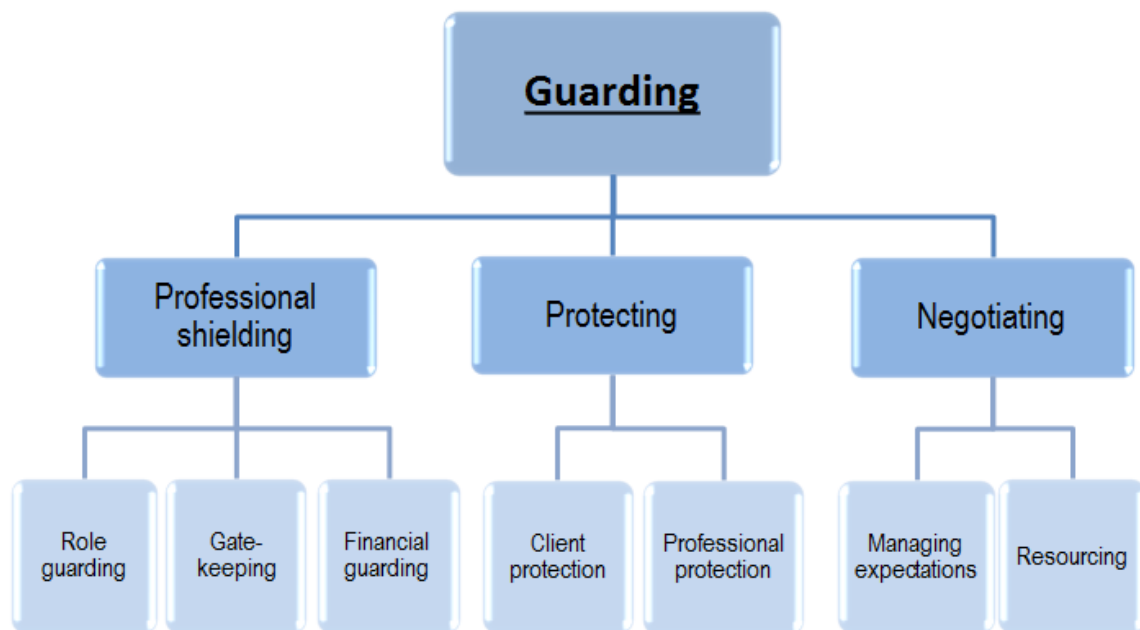 Guarding
Professional
shielding
Protecting
Negotiating
Role
guarding
Gate-
keeping
Financial
guarding
Client
protection
Professional
protection
Managing
expectations
Resourcing